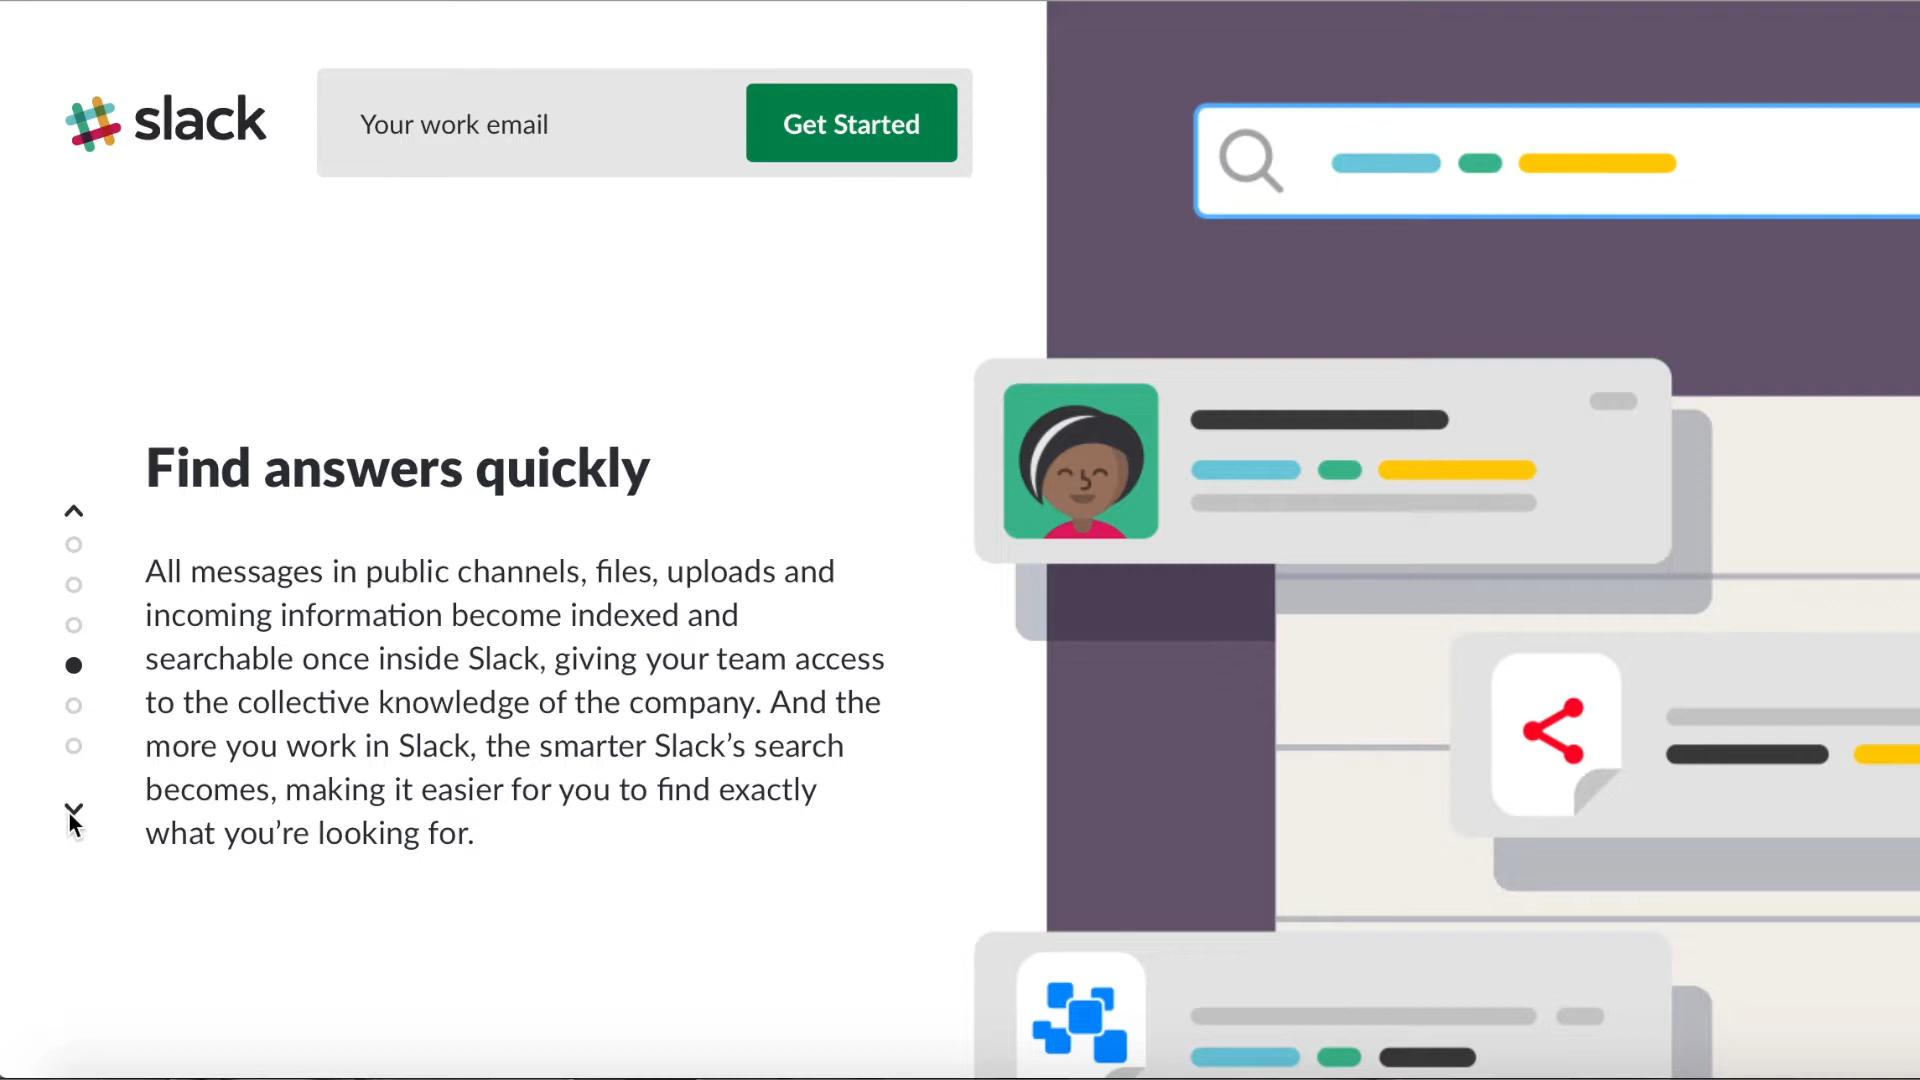 slack
Your work email
Get Started
Find answers quickly
All messages in public channels, files, uploads and
incoming information become indexed and
searchable once inside Slack, giving your team access
to the collective knowledge of the company. And the
more you work in Slack, the smarter Slack’s search
becomes, making it easier for you to find exactly
what you’re looking for.